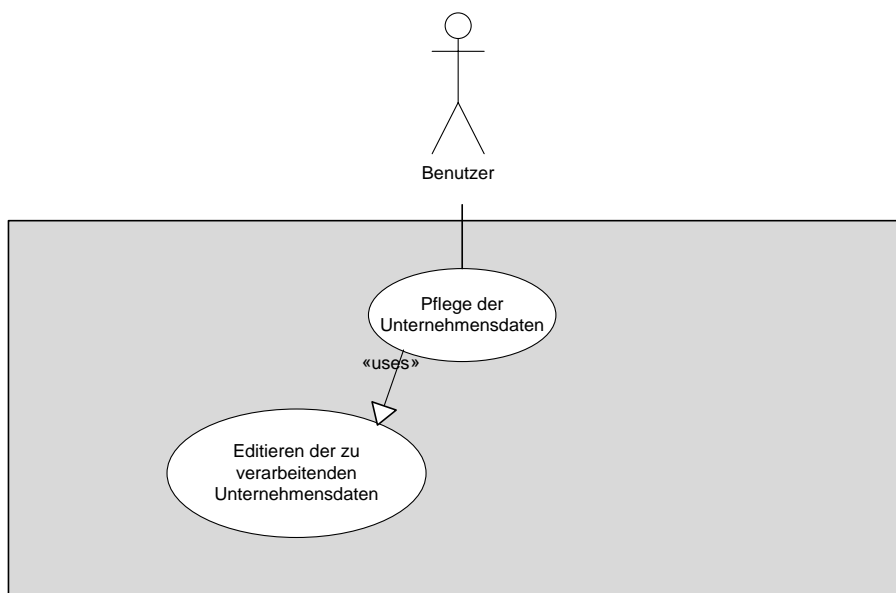 Benutzer
Pflege der
Unternehmensdaten
«uses»
Editieren der zu
verarbeitenden
Unternehmensdaten